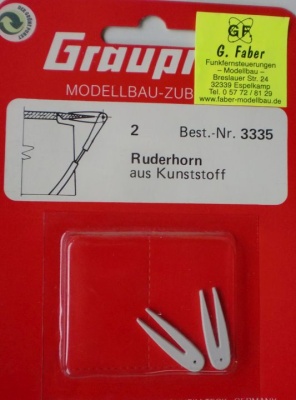 Graupn
MODELLBAU-ZUB
GF
G. Faber
Funkfernsteuerungen
– Modellbau –
Breslauer Str. 24
32339 Espelkamp
Tel. 0 57 72 / 81 29
www.faber-modellbau.de
2 Best.-Nr. 3335
Ruderhorn
aus Kunststoff